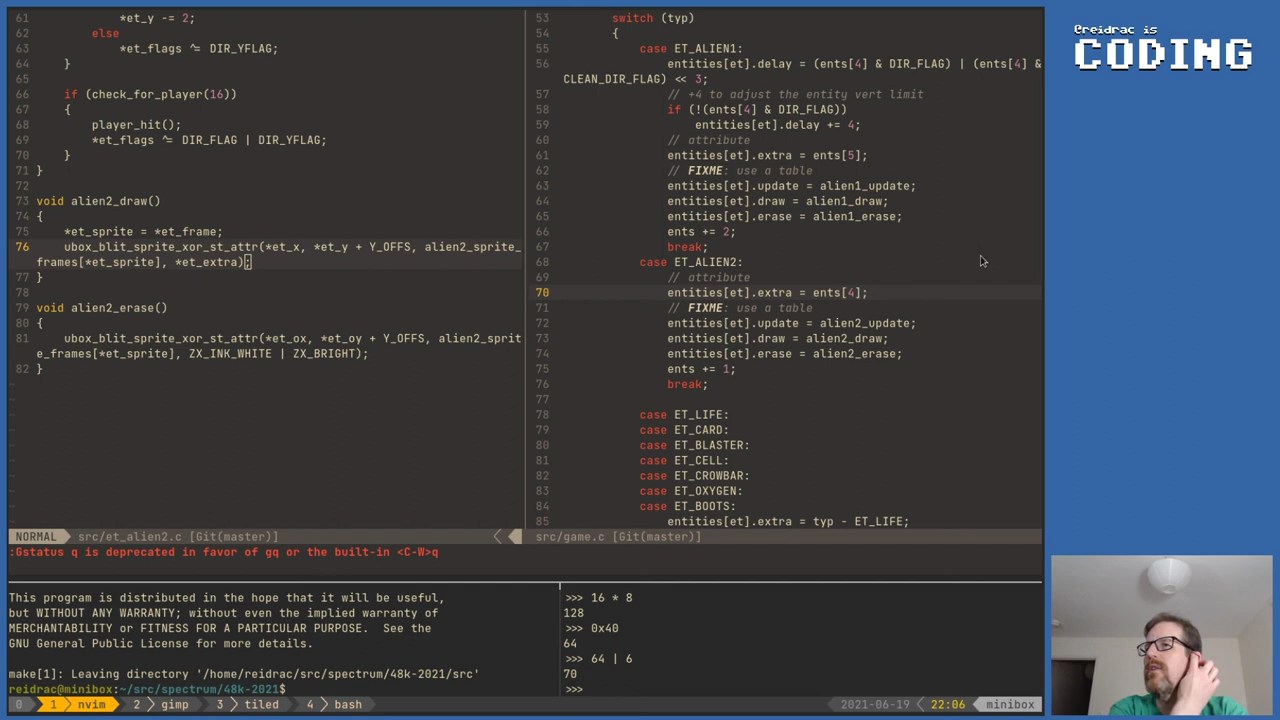 61             *et_y -= 2;
62         else
63             *et_flags ^= DIR_YFLAG;
64     }
65
66     if (check_for_player(16))
67     {
68         player_hit();
69         *et_flags ^= DIR_FLAG | DIR_YFLAG;
70     }
71 }
72
73 void alien2_draw()
74 {
75     *et_sprite = *et_frame;
76     ubox_blit_sprite_xor_st_attr(*et_x, *et_y + Y_OFFS, alien2_sprite_
frames[*et_sprite], *et_extra);
77 }
78
79 void alien2_erase()
80 {
81     ubox_blit_sprite_xor_st_attr(*et_ox, *et_oy + Y_OFFS, alien2_sprit
e_frames[*et_sprite], ZX_INK_WHITE | ZX_BRIGHT);
82 }
NORMAL src/et_alien2.c [Git(master)]
53         switch (typ)
54         {
55             case ET_ALIEN1:
56                 entities[et].delay = (ents[4] & DIR_FLAG) | (ents[4] &
CLEAN_DIR_FLAG) << 3;
57                 // +4 to adjust the entity vert limit
58                 if (!(ents[4] & DIR_FLAG))
59                     entities[et].delay += 4;
60                 // attribute
61                 entities[et].extra = ents[5];
62                 // FIXME: use a table
63                 entities[et].update = alien1_update;
64                 entities[et].draw = alien1_draw;
65                 entities[et].erase = alien1_erase;
66                 ents += 2;
67                 break;
68             case ET_ALIEN2:
69                 // attribute
70                 entities[et].extra = ents[4];
71                 // FIXME: use a table
72                 entities[et].update = alien2_update;
73                 entities[et].draw = alien2_draw;
74                 entities[et].erase = alien2_erase;
75                 ents += 1;
76                 break;
77
78             case ET_LIFE:
79             case ET_CARD:
80             case ET_BLASTER:
81             case ET_CELL:
82             case ET_CROWBAR:
83             case ET_OXYGEN:
84             case ET_BOOTS:
85                 entities[et].extra = typ - ET_LIFE;
src/game.c [Git(master)]
:Gstatus q is deprecated in favor of gq or the built-in <C-W>q
This program is distributed in the hope that it will be useful,
but WITHOUT ANY WARRANTY; without even the implied warranty of
MERCHANTABILITY or FITNESS FOR A PARTICULAR PURPOSE.  See the
GNU General Public License for more details.
make[1]: Leaving directory '/home/reidrac/src/spectrum/48k-2021/src'
reidrac@minibox:~/src/spectrum/48k-2021$
>>> 16 * 8
128
>>> 0x40
64
>>> 64 | 6
70
>>>
0 1 nvim 2 gimp 3 tiled 4 bash 2021-06-19 22:06 minibox
@reidrac is
CODING